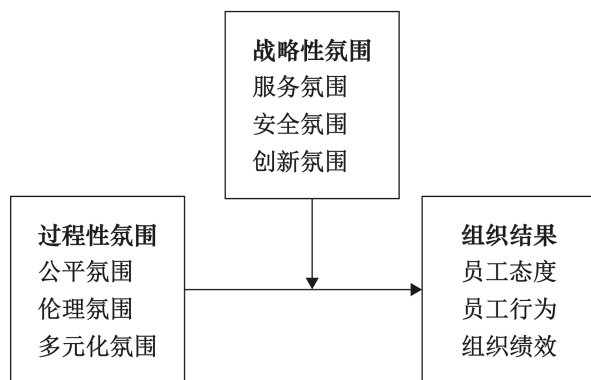 战略性氛围
服务氛围
安全氛围
创新氛围
过程性氛围
公平氛围
伦理氛围
多元化氛围
组织结果
员工态度
员工行为
组织绩效